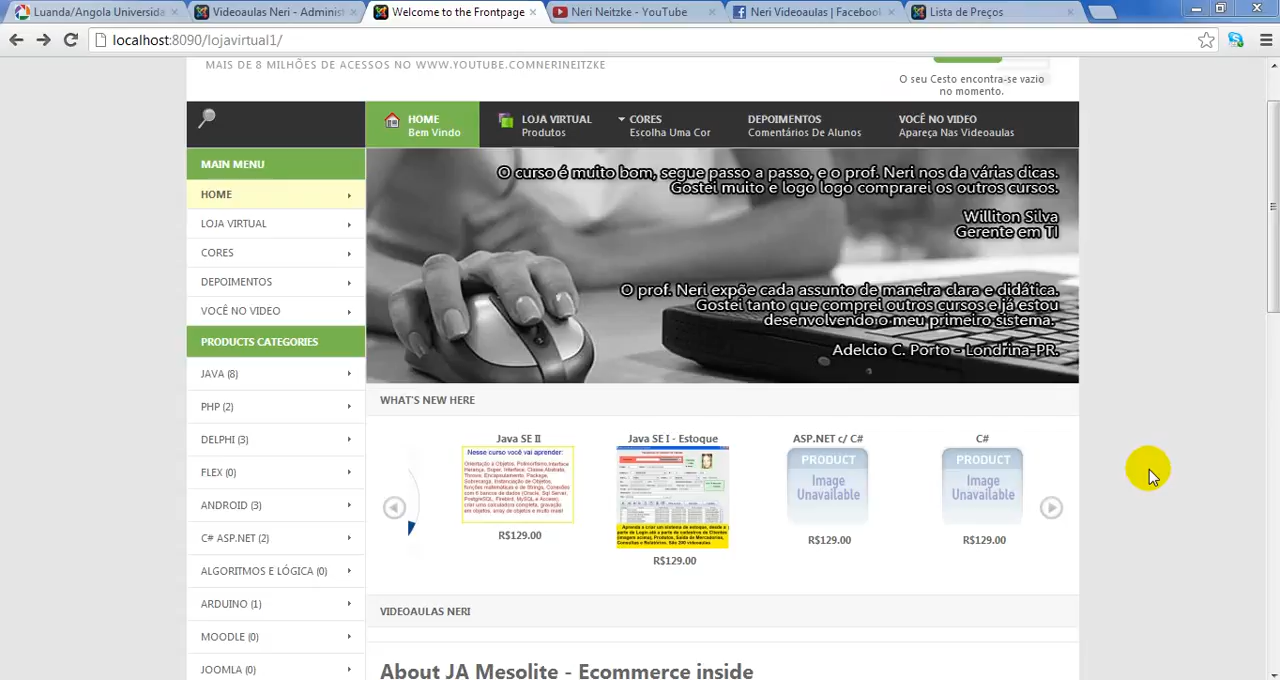 Luanda/Angola Universida
Videoaulas Neri - Administ
Welcome to the Frontpage
Neri Neitzke - YouTube
Neri Videoaulas | Facebook
Lista de Preços
localhost:8090/lojavirtual1/
MAIS DE 8 MILHÕES DE ACESSOS NO WWW.YOUTUBE.COMNERINEITZKE
O seu Cesto encontra-se vazio
no momento.
HOME
Bem Vindo
LOJA VIRTUAL
Produtos
CORES
Escolha Uma Cor
DEPOIMENTOS
Comentários De Alunos
VOCÊ NO VIDEO
Apareça Nas Videoaulas
MAIN MENU
HOME
LOJA VIRTUAL
CORES
DEPOIMENTOS
VOCÊ NO VIDEO
PRODUCTS CATEGORIES
JAVA (8)
PHP (2)
DELPHI (3)
FLEX (0)
ANDROID (3)
C# ASP.NET (2)
ALGORITMOS E LÓGICA (0)
ARDUINO (1)
MOODLE (0)
JOOMLA (0)
O curso é muito bom, segue passo a passo, e o prof. Neri nos da várias dicas.
Gostei muito e logo logo comprarei os outros cursos.
Williton Silva
Gerente em TI
O prof. Neri expõe cada assunto de maneira clara e didática.
Gostei tanto que comprei outros cursos e já estou
desenvolvendo o meu primeiro sistema.
Adelcio C. Porto - Londrina-PR.
WHAT'S NEW HERE
Java SE II
Nesse curso você vai aprender:
R$129.00
Java SE I - Estoque
R$129.00
ASP.NET c/ C#
PRODUCT
Image
Unavailable
R$129.00
C#
PRODUCT
Image
Unavailable
R$129.00
VIDEOAULAS NERI
About JA Mesolite - Ecommerce inside